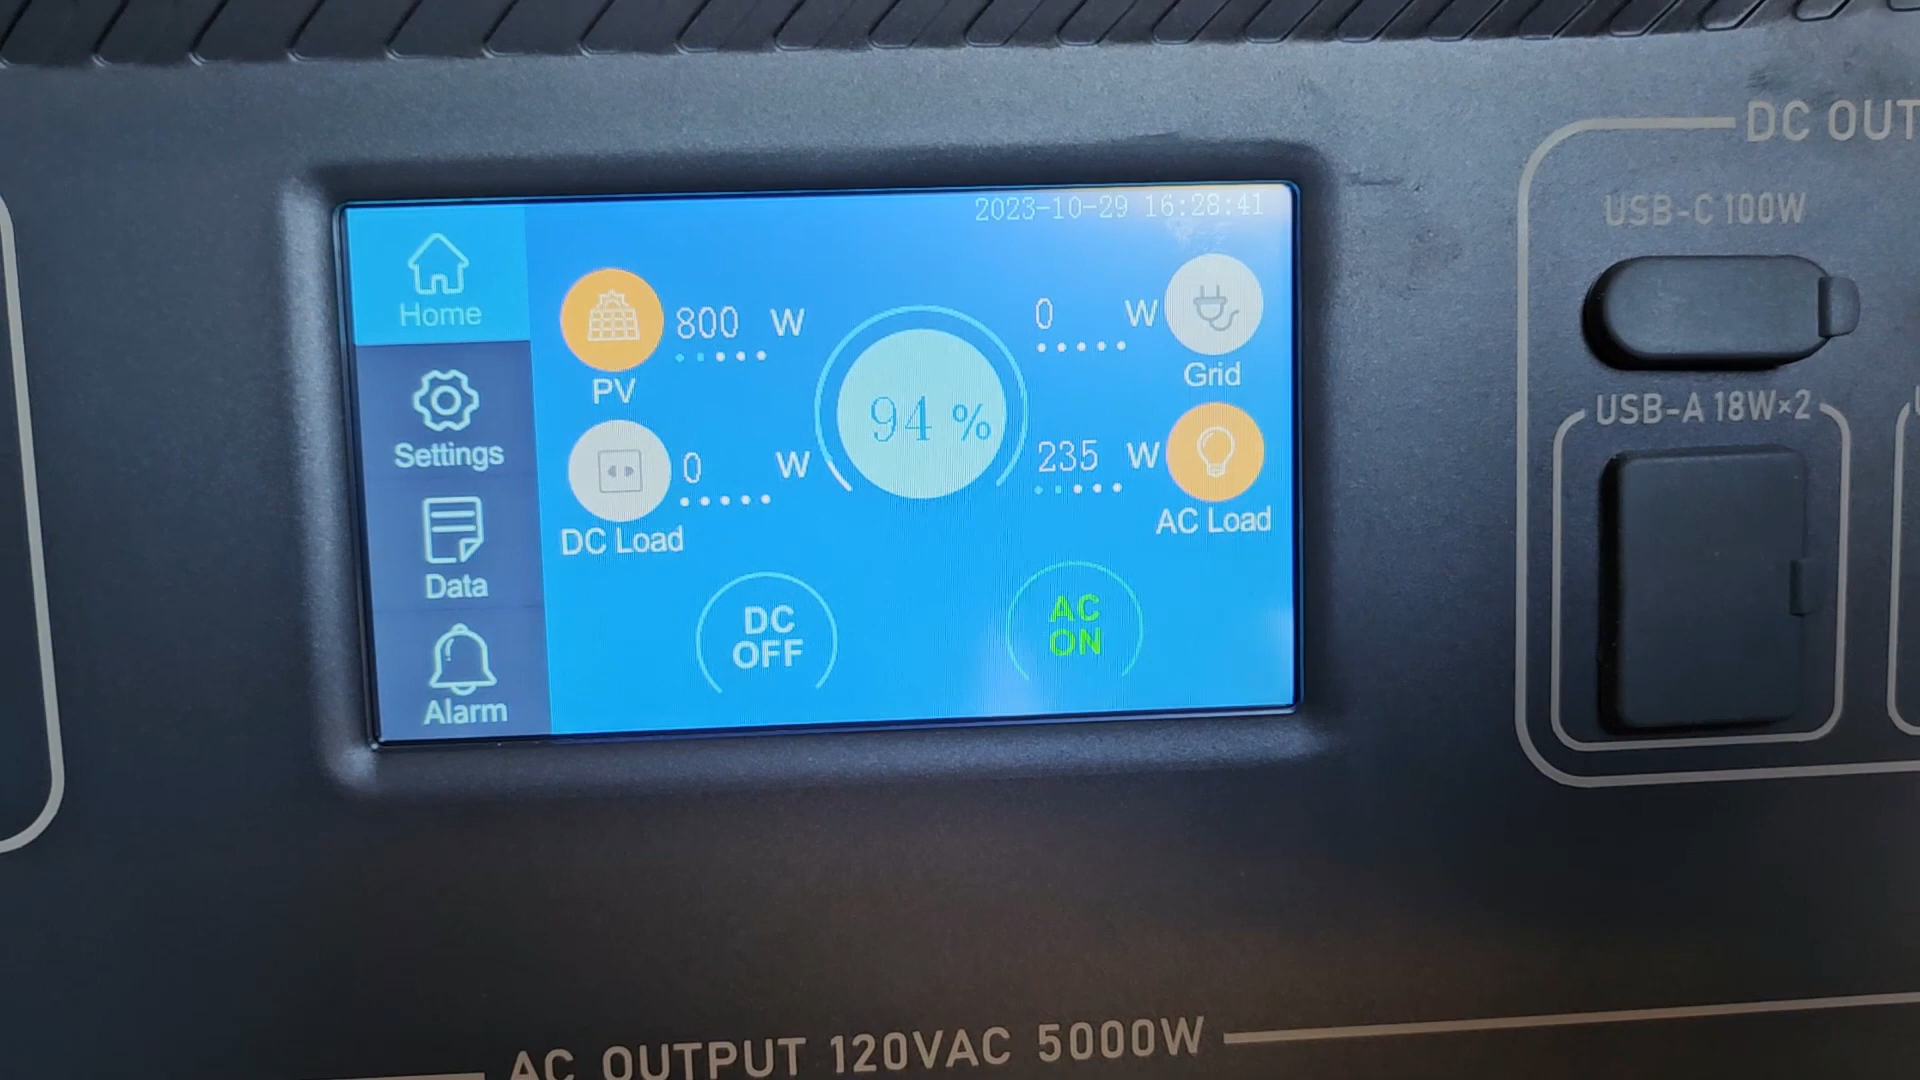 2023-10-29 16:28:41
Home
Settings
Data
Alarm
800 W
PV
0 W
DC Load
94 %
0 W
Grid
235 W
AC Load
DC
OFF
AC
ON
DC OUT
USB-C 100W
USB-A 18W×2
AC OUTPUT 120VAC 5000W